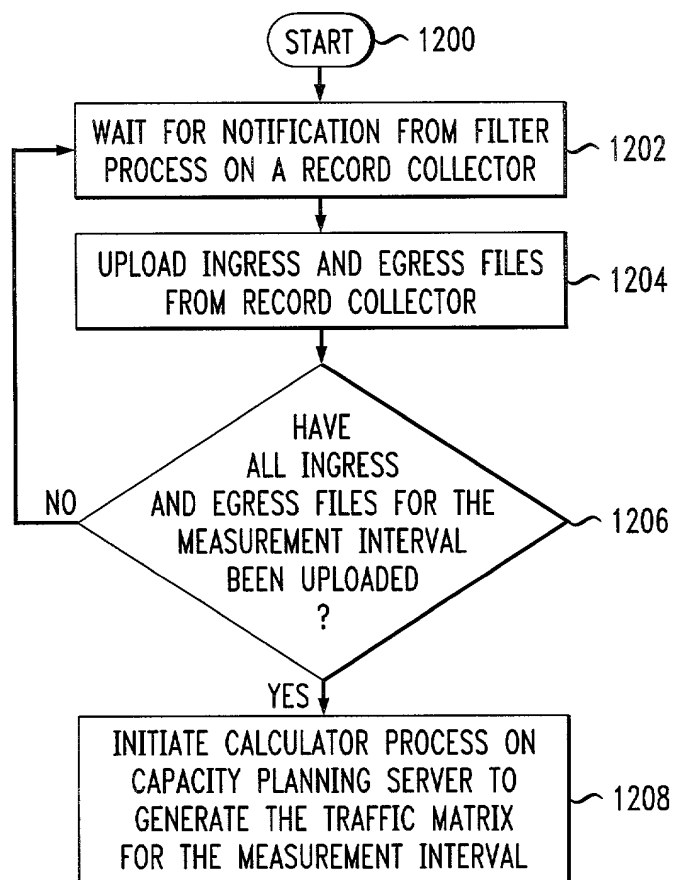 START
1200
WAIT FOR NOTIFICATION FROM FILTER
PROCESS ON A RECORD COLLECTOR
1202
UPLOAD INGRESS AND EGRESS FILES
FROM RECORD COLLECTOR
1204
HAVE
ALL INGRESS
AND EGRESS FILES FOR THE
MEASUREMENT INTERVAL
BEEN UPLOADED
?
1206
NO
YES
INITIATE CALCULATOR PROCESS ON
CAPACITY PLANNING SERVER TO
GENERATE THE TRAFFIC MATRIX
FOR THE MEASUREMENT INTERVAL
1208